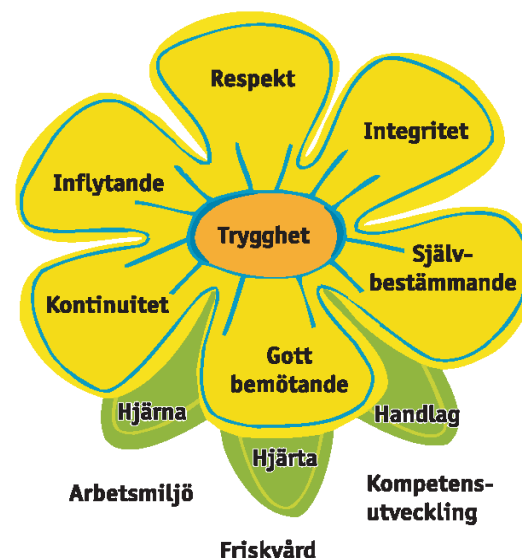 Respekt
Integritet
Inflytande
Trygghet
Själv-
bestämmande
Kontinuitet
Gott
bemötande
Hjärna
Handlag
Hjärta
Arbetsmiljö
Kompetens-
utveckling
Friskvård